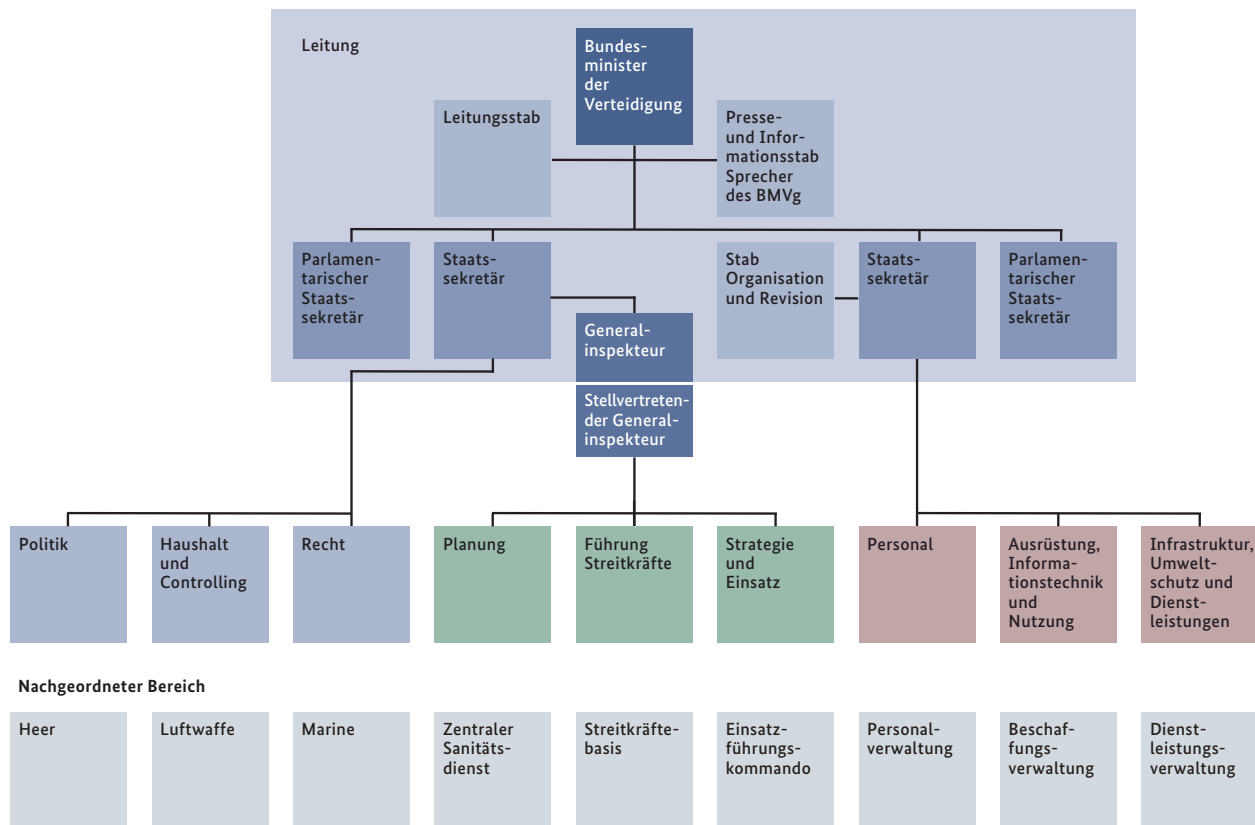 Leitung
Bundes-
minister
der
Verteidigung
Leitungsstab
Presse-
und Infor-
mationsstab
Sprecher
des BMVg
Parlamen-
tarischer
Staats-
sekretär
Staats-
sekretär
Stab
Organisation
und Revision
Staats-
sekretär
Parlamen-
tarischer
Staats-
sekretär
General-
inspekteur
Stellvertreten-
der General-
inspekteur
Politik
Haushalt
und
Controlling
Recht
Planung
Führung
Streitkräfte
Strategie
und
Einsatz
Personal
Ausrüstung,
Informa-
tionstechnik
und
Nutzung
Infrastruktur,
Umwelt-
schutz und
Dienst-
leistungen
Nachgeordneter Bereich
Heer
Luftwaffe
Marine
Zentraler
Sanitäts-
dienst
Streitkräfte-
basis
Einsatz-
führungs-
kommando
Personal-
verwaltung
Beschaf-
fungs-
verwaltung
Dienst-
leistungs-
verwaltung